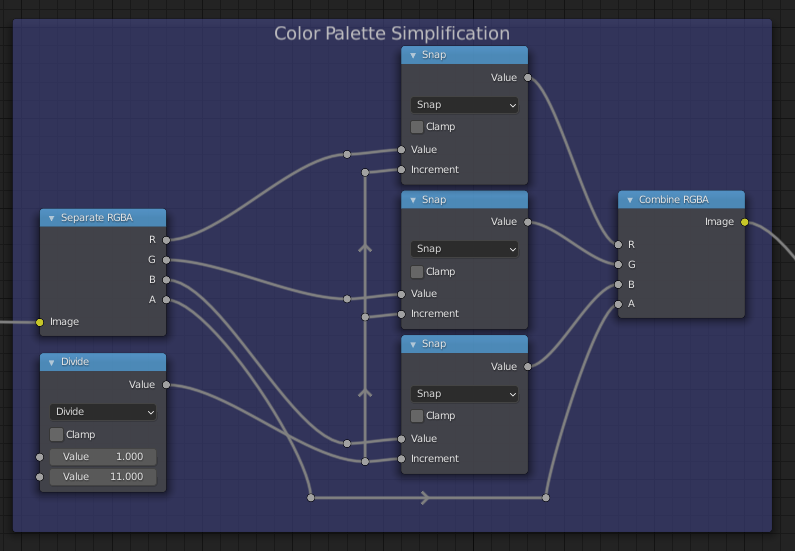 Color Palette Simplification
Snap
Value
Snap
Clamp
Value
Increment
Separate RGBA
R
G
B
A
Image
Snap
Value
Snap
Clamp
Value
Increment
Combine RGBA
Image
R
G
B
A
Divide
Value
Divide
Clamp
Value 1.000
Value 11.000
Snap
Value
Snap
Clamp
Value
Increment